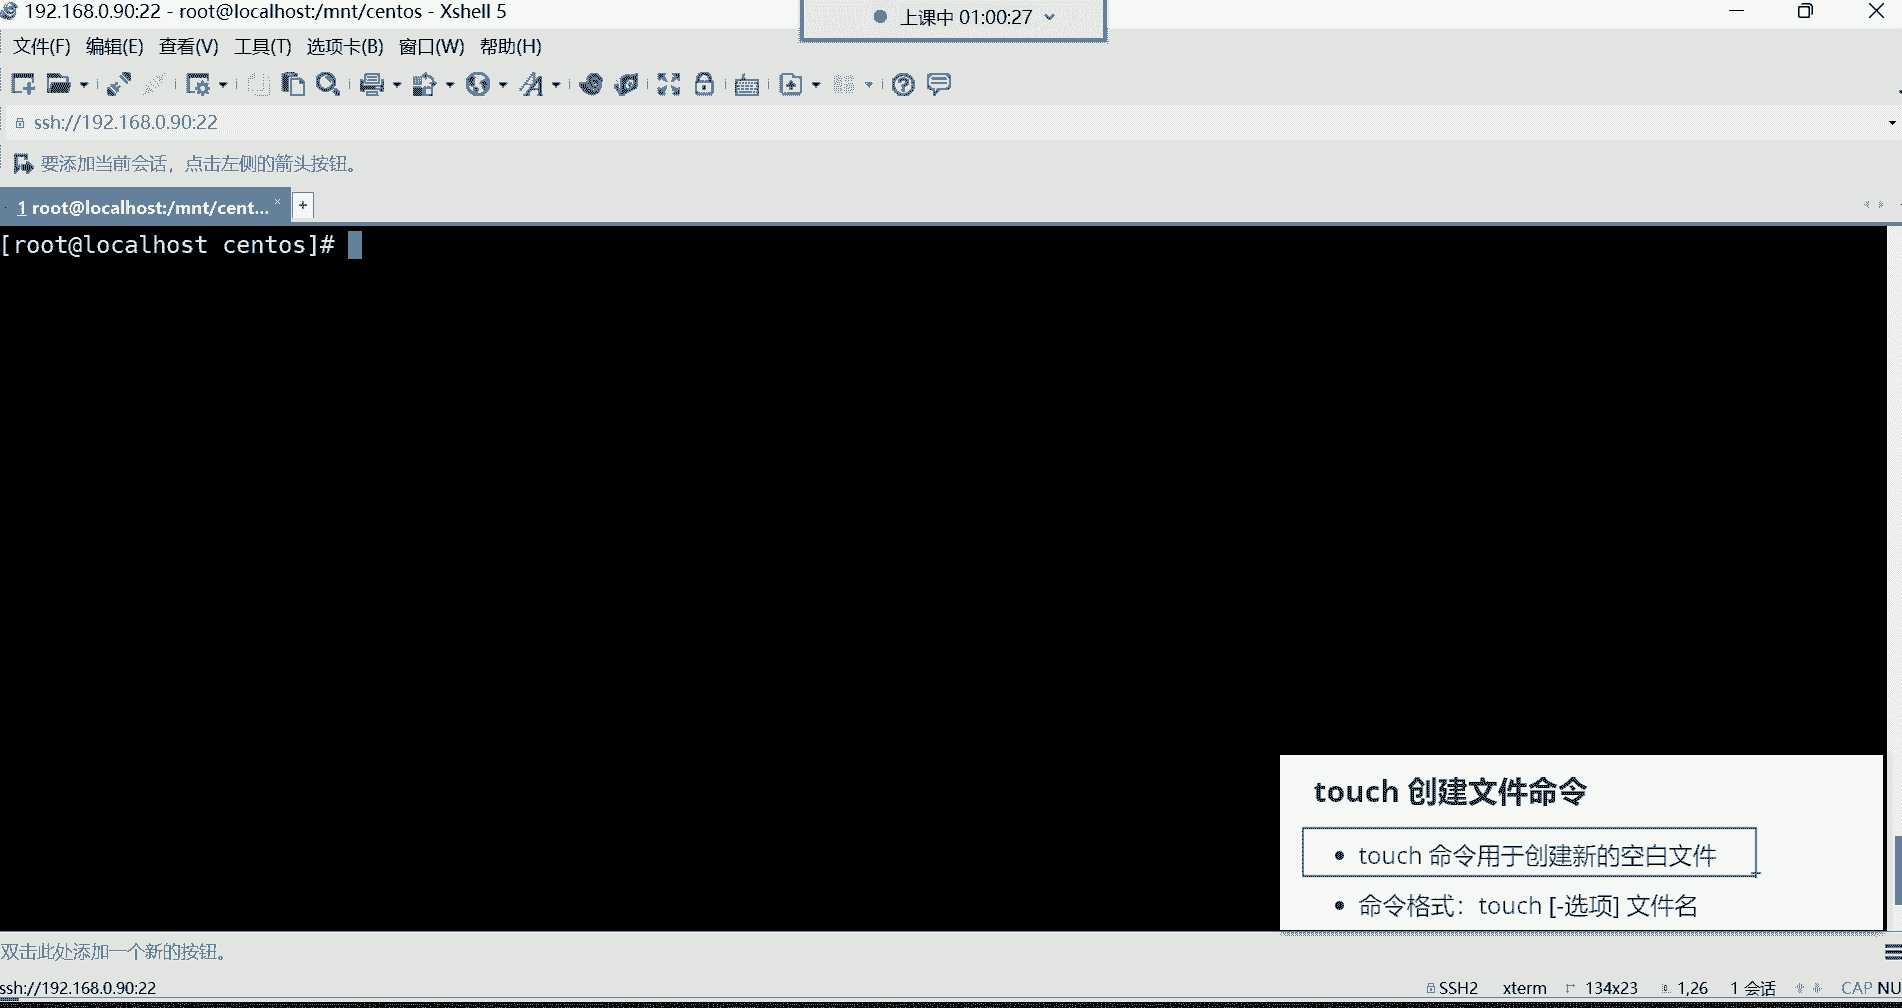 192.168.0.90:22 - root@localhost:/mnt/centos - Xshell 5
上课中 01:00:27
文件(F) 编辑(E) 查看(V) 工具(T) 选项卡(B) 窗口(W) 帮助(H)
ssh://192.168.0.90:22
要添加当前会话，点击左侧的箭头按钮。
1 root@localhost:/mnt/cent... × +
[root@localhost centos]#
touch 创建文件命令
• touch 命令用于创建新的空白文件
• 命令格式：touch [-选项] 文件名
双击此处添加一个新的按钮。
ssh://192.168.0.90:22 SSH2 xterm 134x23 1,26 1 会话 CAP NU